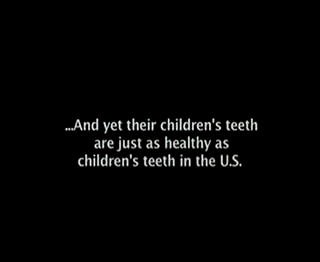 ...And yet their children's teeth
are just as healthy as
children's teeth in the U.S.